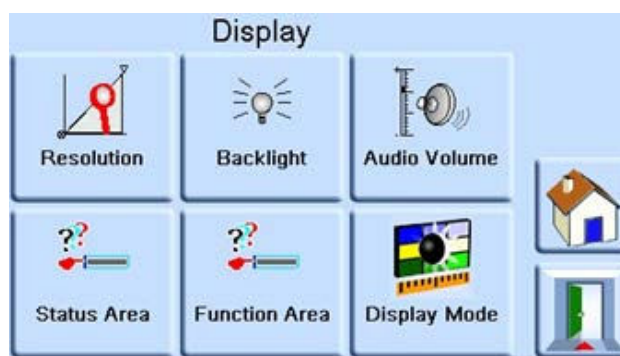 Display
Resolution
Backlight
Audio Volume
??
??
Status Area
Function Area
Display Mode